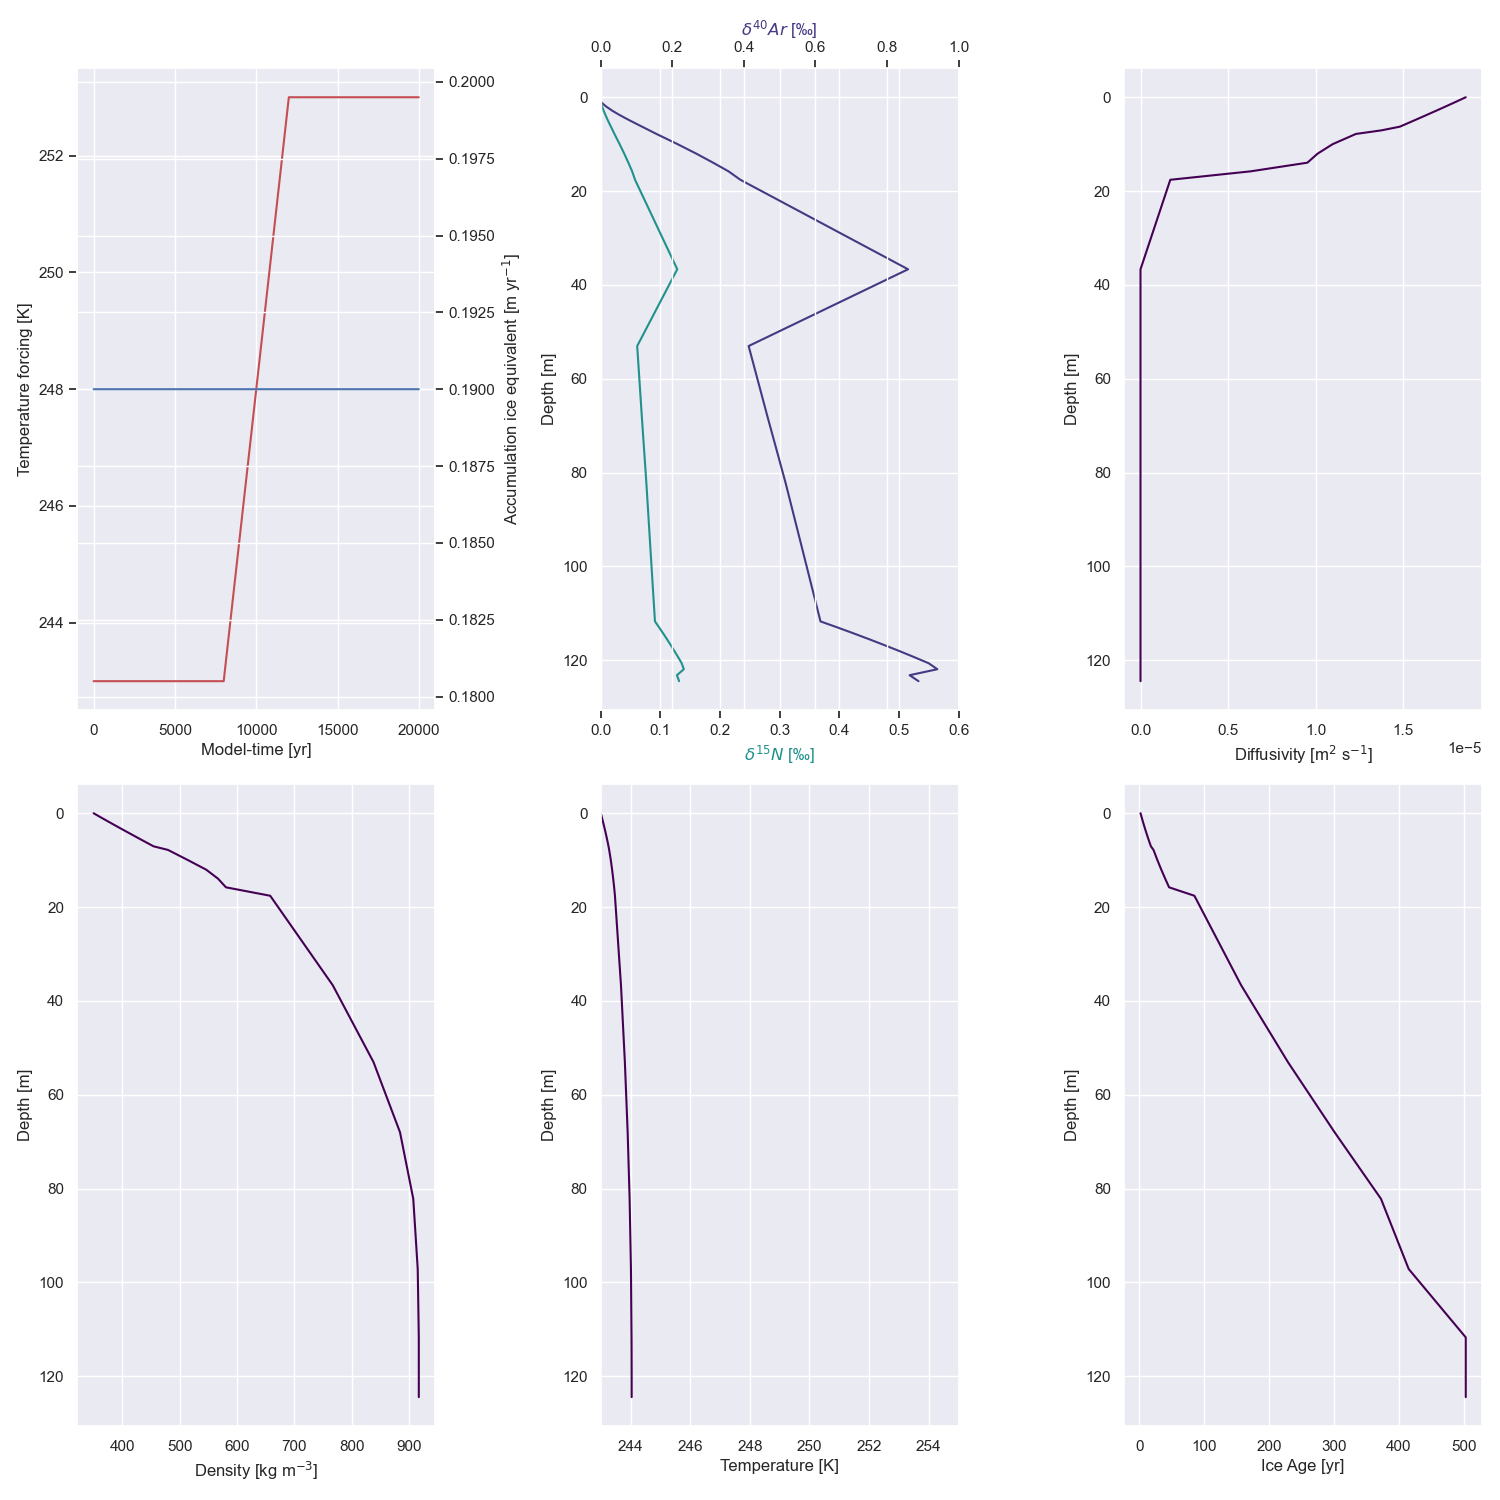 δ⁴⁰Ar [‰]
0.0 0.2 0.4 0.6 0.8 1.0
252
250
248
246
244
Temperature forcing [K]
0 5000 10000 15000 20000
Model-time [yr]
0.2000
0.1975
0.1950
0.1925
0.1900
0.1875
0.1850
0.1825
0.1800
Accumulation ice equivalent [m yr⁻¹]
0
20
40
60
80
100
120
Depth [m]
0.0 0.1 0.2 0.3 0.4 0.5 0.6
δ¹⁵N [‰]
0
20
40
60
80
100
120
Depth [m]
0.0 0.5 1.0 1.5
1e−5
Diffusivity [m² s⁻¹]
0
20
40
60
80
100
120
Depth [m]
400 500 600 700 800 900
Density [kg m⁻³]
0
20
40
60
80
100
120
Depth [m]
244 246 248 250 252 254
Temperature [K]
0
20
40
60
80
100
120
Depth [m]
0 100 200 300 400 500
Ice Age [yr]